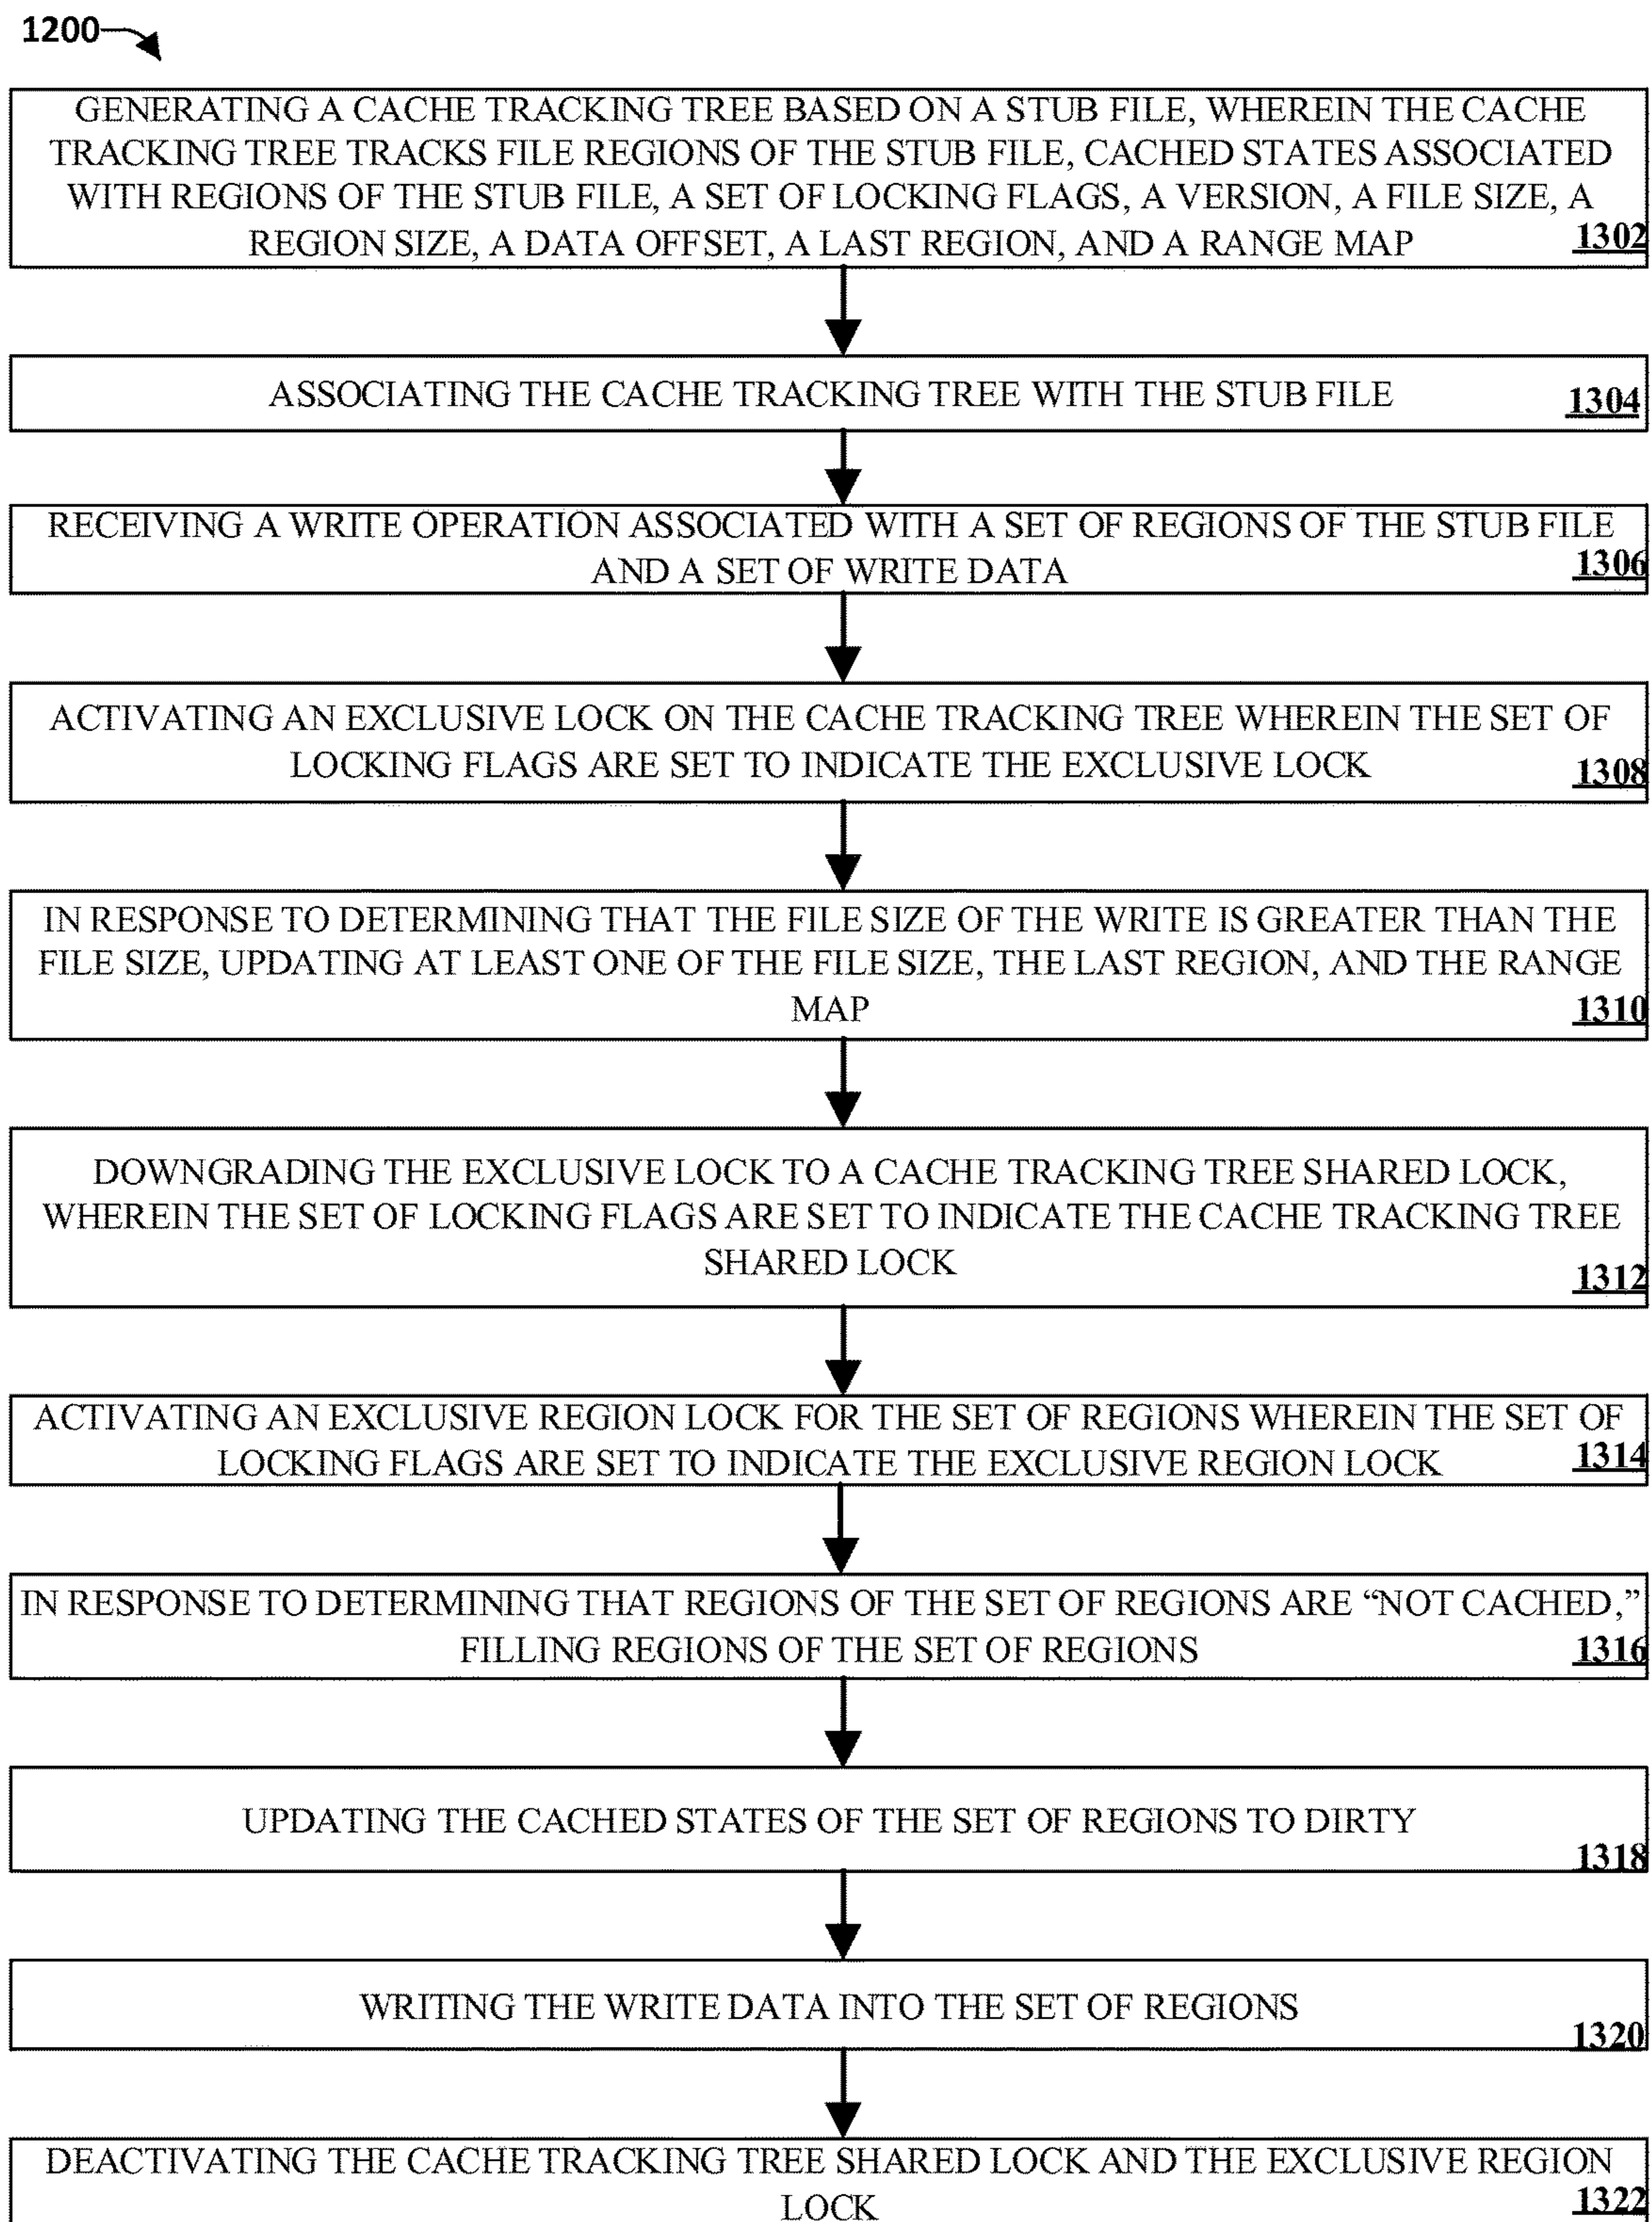 1200
GENERATING A CACHE TRACKING TREE BASED ON A STUB FILE, WHEREIN THE CACHE
TRACKING TREE TRACKS FILE REGIONS OF THE STUB FILE, CACHED STATES ASSOCIATED
WITH REGIONS OF THE STUB FILE, A SET OF LOCKING FLAGS, A VERSION, A FILE SIZE, A
REGION SIZE, A DATA OFFSET, A LAST REGION, AND A RANGE MAP 1302
ASSOCIATING THE CACHE TRACKING TREE WITH THE STUB FILE 1304
RECEIVING A WRITE OPERATION ASSOCIATED WITH A SET OF REGIONS OF THE STUB FILE
AND A SET OF WRITE DATA 1306
ACTIVATING AN EXCLUSIVE LOCK ON THE CACHE TRACKING TREE WHEREIN THE SET OF
LOCKING FLAGS ARE SET TO INDICATE THE EXCLUSIVE LOCK 1308
IN RESPONSE TO DETERMINING THAT THE FILE SIZE OF THE WRITE IS GREATER THAN THE
FILE SIZE, UPDATING AT LEAST ONE OF THE FILE SIZE, THE LAST REGION, AND THE RANGE
MAP 1310
DOWNGRADING THE EXCLUSIVE LOCK TO A CACHE TRACKING TREE SHARED LOCK,
WHEREIN THE SET OF LOCKING FLAGS ARE SET TO INDICATE THE CACHE TRACKING TREE
SHARED LOCK 1312
ACTIVATING AN EXCLUSIVE REGION LOCK FOR THE SET OF REGIONS WHEREIN THE SET OF
LOCKING FLAGS ARE SET TO INDICATE THE EXCLUSIVE REGION LOCK 1314
IN RESPONSE TO DETERMINING THAT REGIONS OF THE SET OF REGIONS ARE “NOT CACHED,”
FILLING REGIONS OF THE SET OF REGIONS 1316
UPDATING THE CACHED STATES OF THE SET OF REGIONS TO DIRTY 1318
WRITING THE WRITE DATA INTO THE SET OF REGIONS 1320
DEACTIVATING THE CACHE TRACKING TREE SHARED LOCK AND THE EXCLUSIVE REGION
LOCK 1322